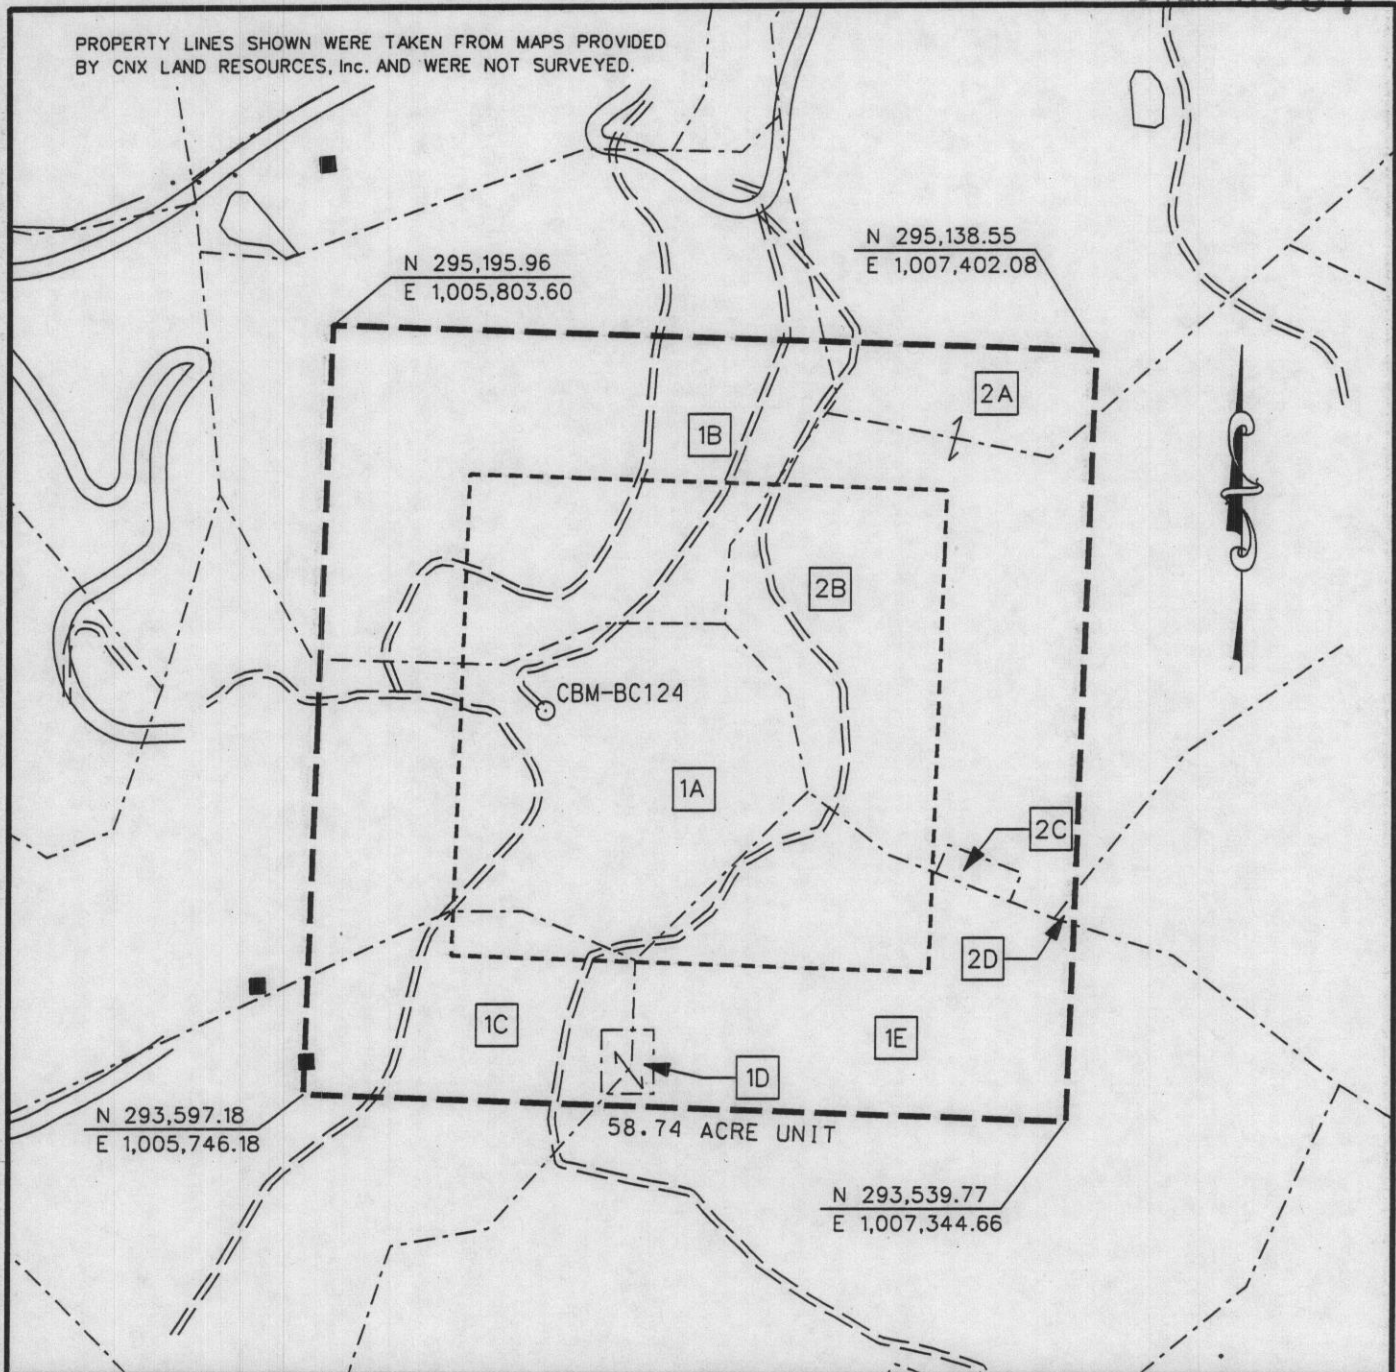 PROPERTY LINES SHOWN WERE TAKEN FROM MAPS PROVIDED
BY CNX LAND RESOURCES, Inc. AND WERE NOT SURVEYED.
N 295,138.55
E 1,007,402.08
N 295,195.96
E 1,005,803.60
2A
1B
2B
CBM-BC124
1A
2C
2D
1C
1E
1D
N 293,597.18
E 1,005,746.18
58.74 ACRE UNIT
N 293,539.77
E 1,007,344.66